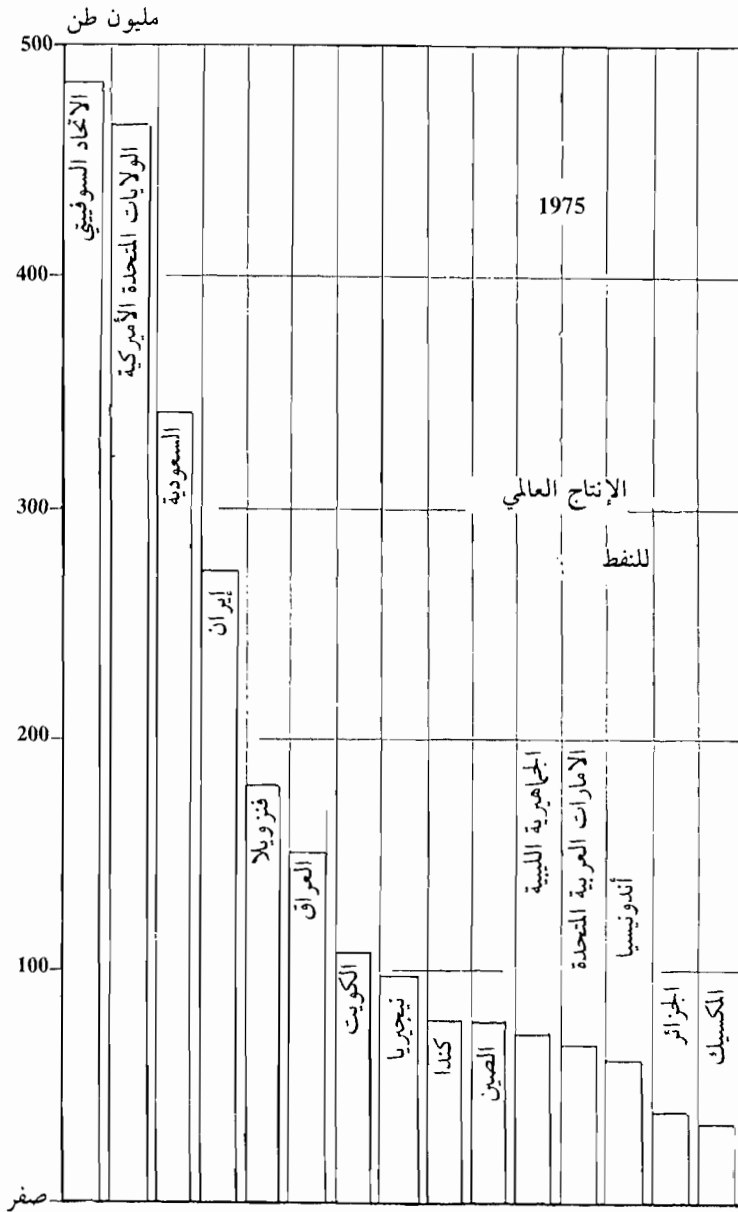 مليون طن
500
400
300
200
100
صفر
1975
الإنتاج العالمي
للنفط
الاتحاد السوفييتي
الولايات المتحدة الأميركية
السعودية
إيران
فنزويلا
العراق
الكويت
نيجيريا
كندا
الصين
الجماهيرية الليبية
الامارات العربية المتحدة
أندونيسيا
الجزائر
المكسيك